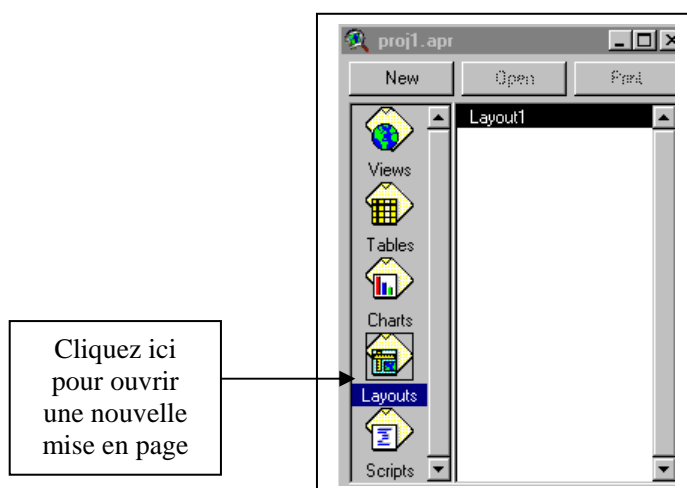 proj1.apr
New Open Print
Layout1
Views
Tables
Charts
Layouts
Scripts
Cliquez ici
pour ouvrir
une nouvelle
mise en page